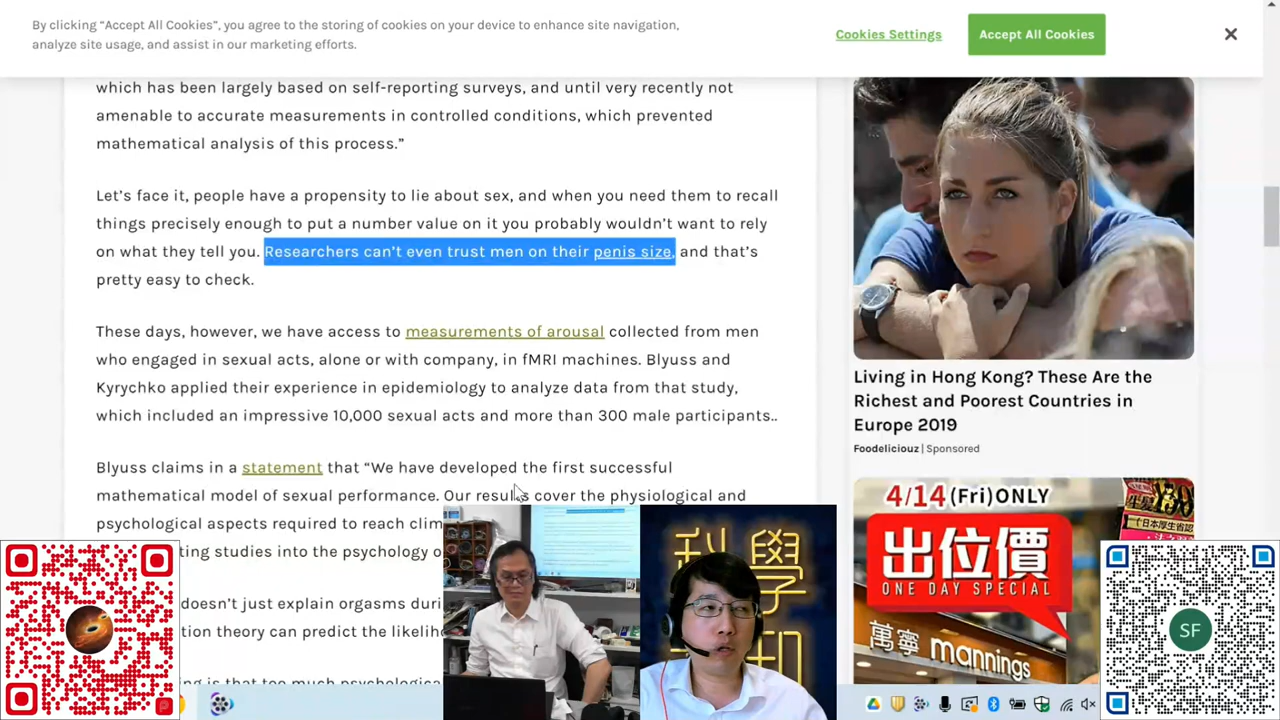 By clicking “Accept All Cookies”, you agree to the storing of cookies on your device to enhance site navigation,
analyze site usage, and assist in our marketing efforts.
Cookies Settings
Accept All Cookies
which has been largely based on self-reporting surveys, and until very recently not
amenable to accurate measurements in controlled conditions, which prevented
mathematical analysis of this process.”
Let’s face it, people have a propensity to lie about sex, and when you need them to recall
things precisely enough to put a number value on it you probably wouldn’t want to rely
on what they tell you. Researchers can’t even trust men on their penis size, and that’s
pretty easy to check.
These days, however, we have access to measurements of arousal collected from men
who engaged in sexual acts, alone or with company, in fMRI machines. Blyuss and
Kyrychko applied their experience in epidemiology to analyze data from that study,
which included an impressive 10,000 sexual acts and more than 300 male participants..
Blyuss claims in a statement that “We have developed the first successful
mathematical model of sexual performance. Our results cover the physiological and
psychological aspects required to reach clim
ting studies into the psychology o
doesn’t just explain orgasms duri
tion theory can predict the likeliho
g is that too much psychological
Living in Hong Kong? These Are the
Richest and Poorest Countries in
Europe 2019
Foodeliciouz | Sponsored
4/14(Fri)ONLY
出位價
ONE DAY SPECIAL
萬寧 mannings
科學
SF